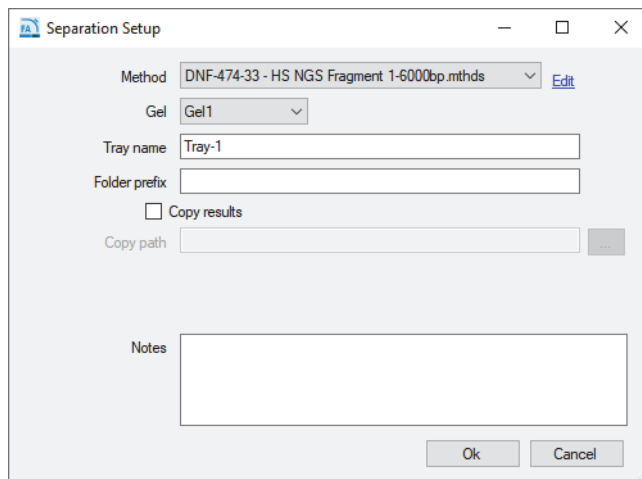 FA Separation Setup
Method DNF-474-33 - HS NGS Fragment 1-6000bp.mthds Edit
Gel Gel1
Tray name Tray-1
Folder prefix
Copy results
Copy path ...
Notes
Ok Cancel